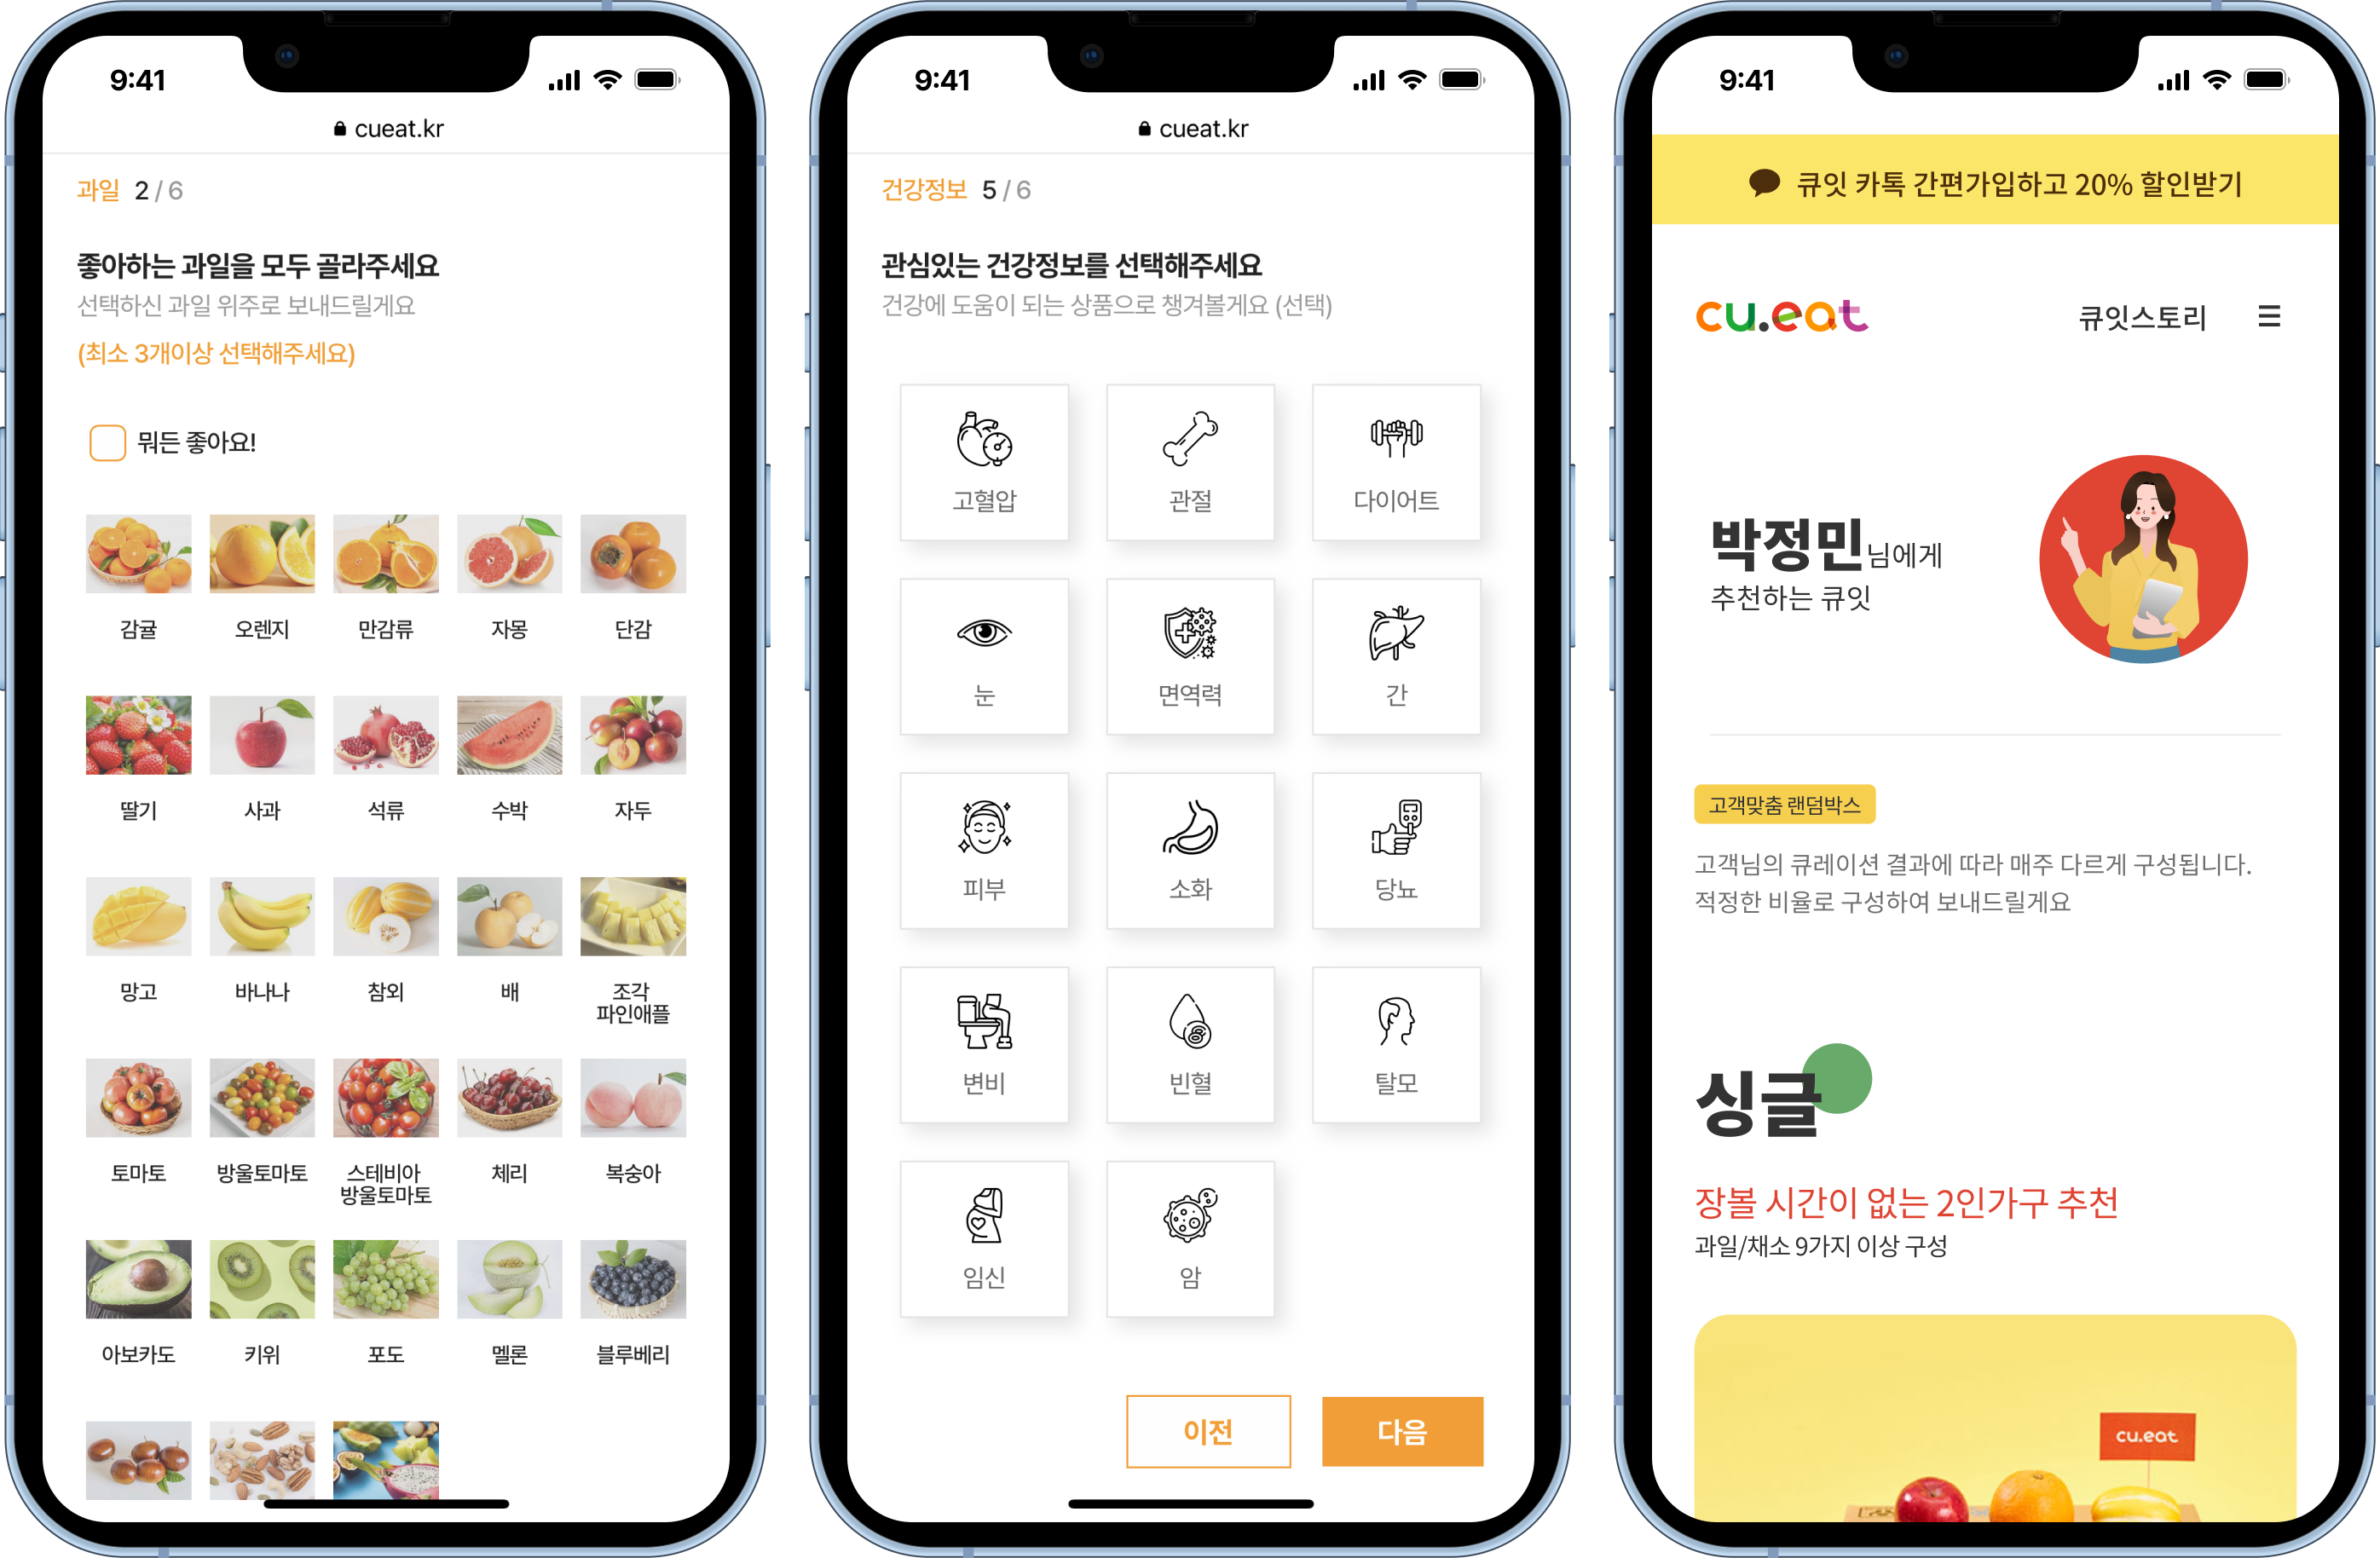 9:41
cueat.kr
과일 2 / 6
좋아하는 과일을 모두 골라주세요
선택하신 과일 위주로 보내드릴게요
(최소 3개이상 선택해주세요)
뭐든 좋아요!
감귤 오렌지 만감류 자몽 단감
딸기 사과 석류 수박 자두
망고 바나나 참외 배 조각
파인애플
토마토 방울토마토 스테비아 체리 복숭아
방울토마토
아보카도 키위 포도 멜론 블루베리
9:41
cueat.kr
건강정보 5 / 6
관심있는 건강정보를 선택해주세요
건강에 도움이 되는 상품으로 챙겨볼게요 (선택)
고혈압 관절 다이어트
눈 면역력 간
피부 소화 당뇨
변비 빈혈 탈모
임신 암
이전 다음
9:41
큐잇 카톡 간편가입하고 20% 할인받기
cu.eat 큐잇스토리
박정민님에게
추천하는 큐잇
고객맞춤 랜덤박스
고객님의 큐레이션 결과에 따라 매주 다르게 구성됩니다.
적정한 비율로 구성하여 보내드릴게요
싱글
장볼 시간이 없는 2인가구 추천
과일/채소 9가지 이상 구성
cu.eat